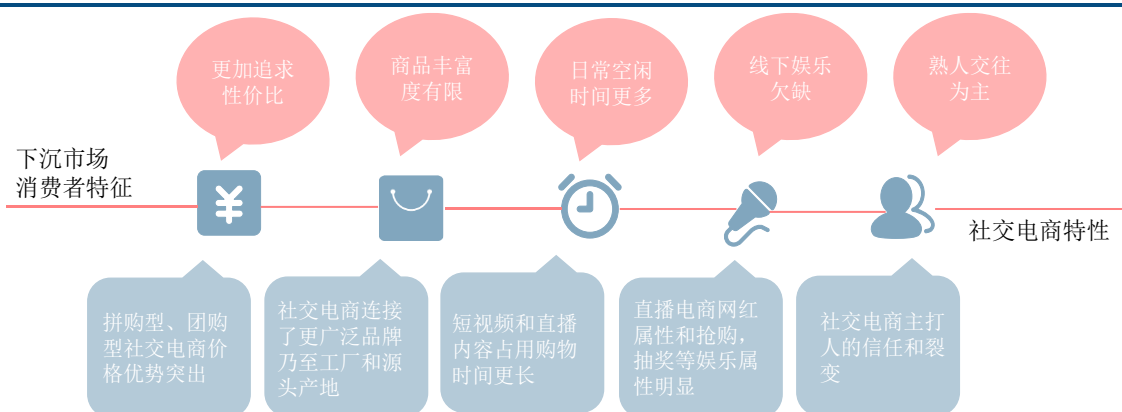 更加追求
性价比
商品丰富
度有限
日常空闲
时间更多
线下娱乐
欠缺
熟人交往
为主
下沉市场
消费者特征
¥
社交电商特性
拼购型、团购
型社交电商价
格优势突出
社交电商连接
了更广泛品牌
乃至工厂和源
头产地
短视频和直播
内容占用购物
时间更长
直播电商网红
属性和抢购，
抽奖等娱乐属
性明显
社交电商主打
人的信任和裂
变